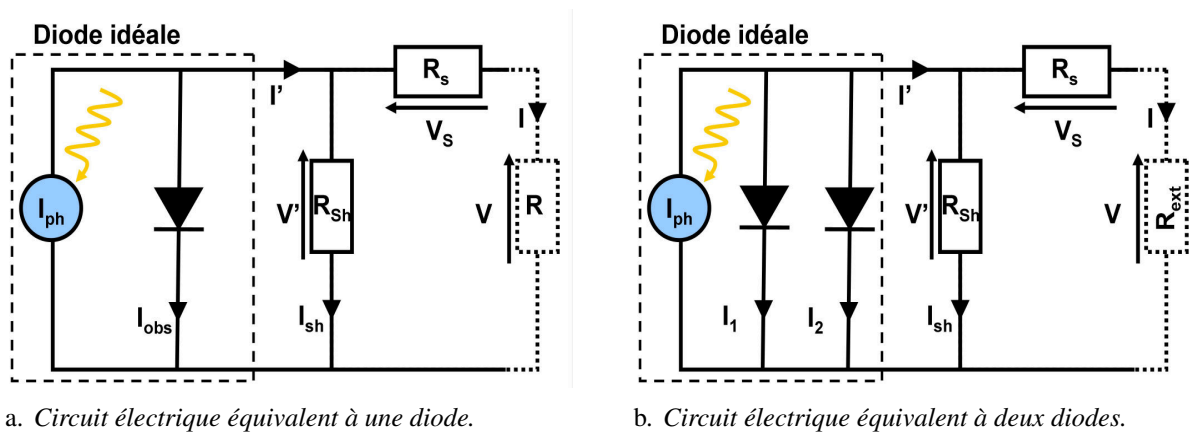 Diode idéale
I'
R_s
V_S
I
I_ph
V'
R_Sh
V
R
I_obs
I_sh
a. Circuit électrique équivalent à une diode.
Diode idéale
I'
R_s
V_S
I
I_ph
V'
R_Sh
V
R_ext
I_1
I_2
I_sh
b. Circuit électrique équivalent à deux diodes.